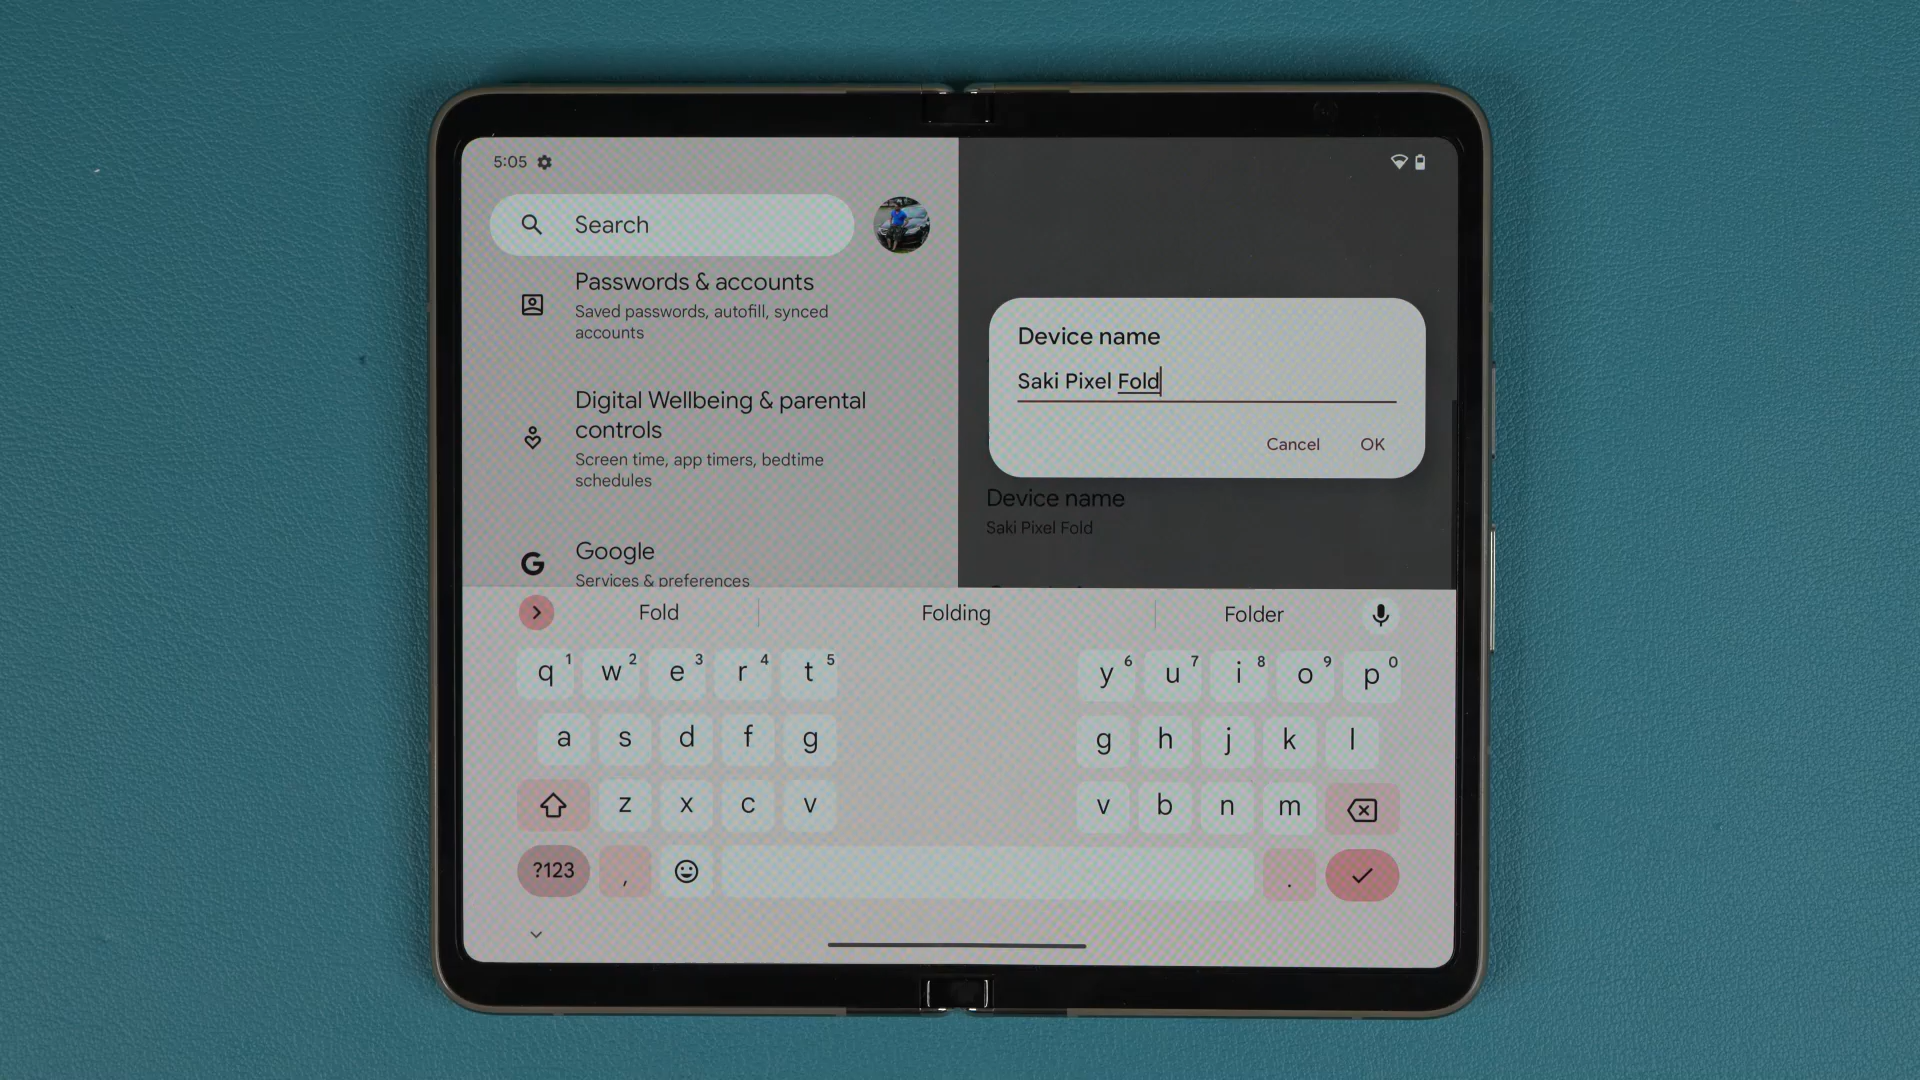 5:05
Search
Passwords & accounts
Saved passwords, autofill, synced
accounts
Digital Wellbeing & parental
controls
Screen time, app timers, bedtime
schedules
Google
Services & preferences
Device name
Saki Pixel Fold
Cancel OK
Device name
Saki Pixel Fold
Fold Folding Folder
q 1 w 2 e 3 r 4 t 5 y 6 u 7 i 8 o 9 p 0
a s d f g g h j k l
z x c v v b n m
?123 , .